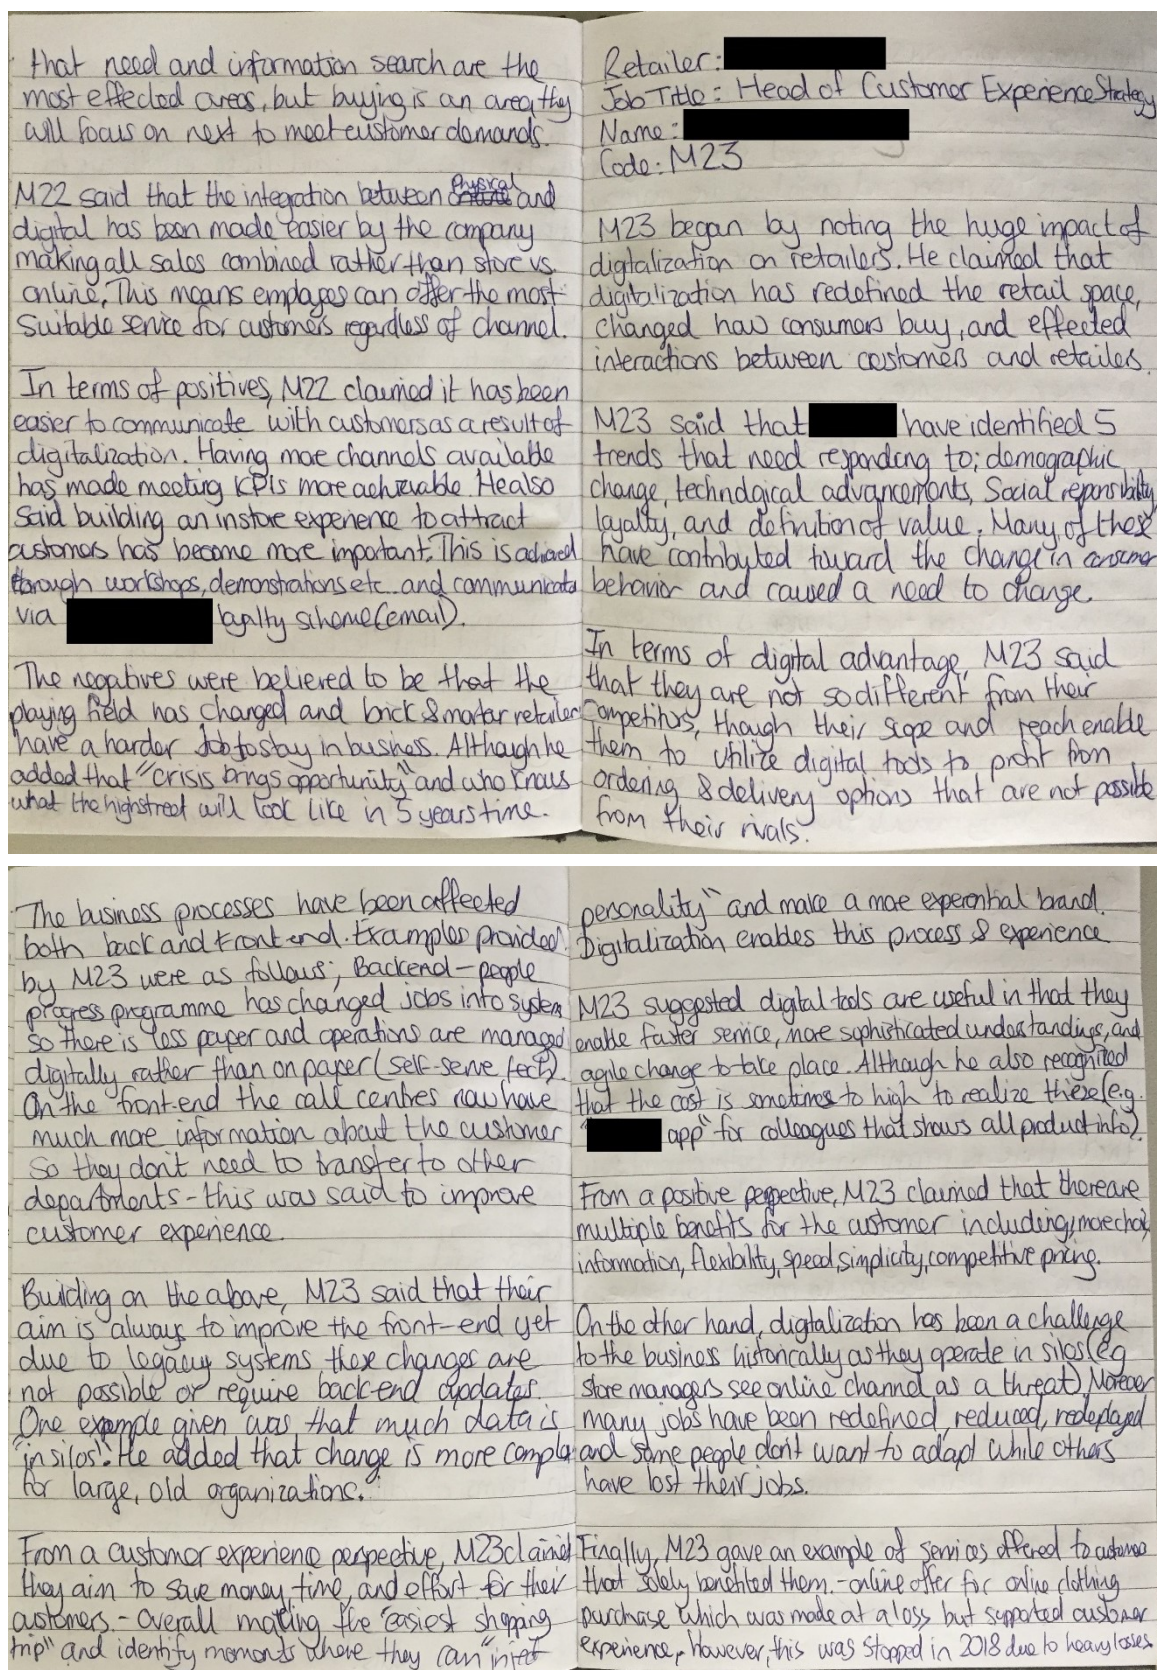 that need and information search are the
most effected areas, but buying is an area they
will focus on next to meet customer demands.
M22 said that the integration between physical and
digital has been made easier by the company
making all sales combined rather than store vs.
online. This means employees can offer the most
suitable service for customers regardless of channel.
In terms of positives, M22 claimed it has been
easier to communicate with customers as a result of
digitalization. Having more channels available
has made meeting KPIs more achievable. He also
said building an instore experience to attract
customers has become more important. This is achieved
through workshops, demonstrations etc. and communicated
via loyalty scheme (email).
The negatives were believed to be that the
playing field has changed and brick & mortar retailers
have a harder job to stay in business. Although he
added that "crisis brings opportunity" and who knows
what the highstreet will look like in 5 years time.
Retailer:
Job Title: Head of Customer Experience Strategy
Name:
Code: M23
M23 began by noting the huge impact of
digitalization on retailers. He claimed that
digitalization has redefined the retail space,
changed how consumers buy, and effected
interactions between customers and retailers.
M23 said that have identified 5
trends that need responding to; demographic
change, technological advancements, Social responsibility
loyalty, and definition of value. Many of these
have contributed toward the change in consumer
behavior and caused a need to change.
In terms of digital advantage, M23 said
that they are not so different from their
competitors, though their scope and reach enable
them to utilize digital tools to profit from
ordering & delivery options that are not possible
from their rivals.
The business processes have been affected
both back and front end. Examples provided
by M23 were as follows; Backend - people
progress programme has changed jobs into system
so there is less paper and operations are managed
digitally rather than on paper (self-serve tech).
On the front-end the call centres now have
much more information about the customer
so they don't need to transfer to other
departments - this was said to improve
customer experience.
Building on the above, M23 said that their
aim is always to improve the front-end yet
due to legacy systems these changes are
not possible or require back-end updates.
One example given was that much data is
"in silos". He added that change is more complex
for large, old organizations.
From a customer experience perspective, M23 claimed
they aim to save money, time, and effort for their
customers. - Overall making the "easiest shopping
trip" and identify moments where they can "inject
personality" and make a more experential brand.
Digitalization enables this process & experience
M23 suggested digital tools are useful in that they
enable faster service, more sophisticated understandings, and
agile change to take place. Although he also recognized
that the cost is sometimes to high to realize these (e.g.
" app" for colleagues that shows all product info).
From a positive perspective, M23 claimed that there are
multiple benefits for the customer including; more choice,
information, flexibility, speed, simplicity, competitive pricing.
On the other hand, digitalization has been a challenge
to the business historically as they operate in silos (eg
store managers see online channel as a threat). Moreover
many jobs have been redefined, reduced, redeployed
and some people don't want to adapt while others
have lost their jobs.
Finally, M23 gave an example of services offered to customers
that solely benefited them. - online offer for online clothing
purchase which was made at a loss but supported customer
experience, however, this was stopped in 2018 due to heavy losses.